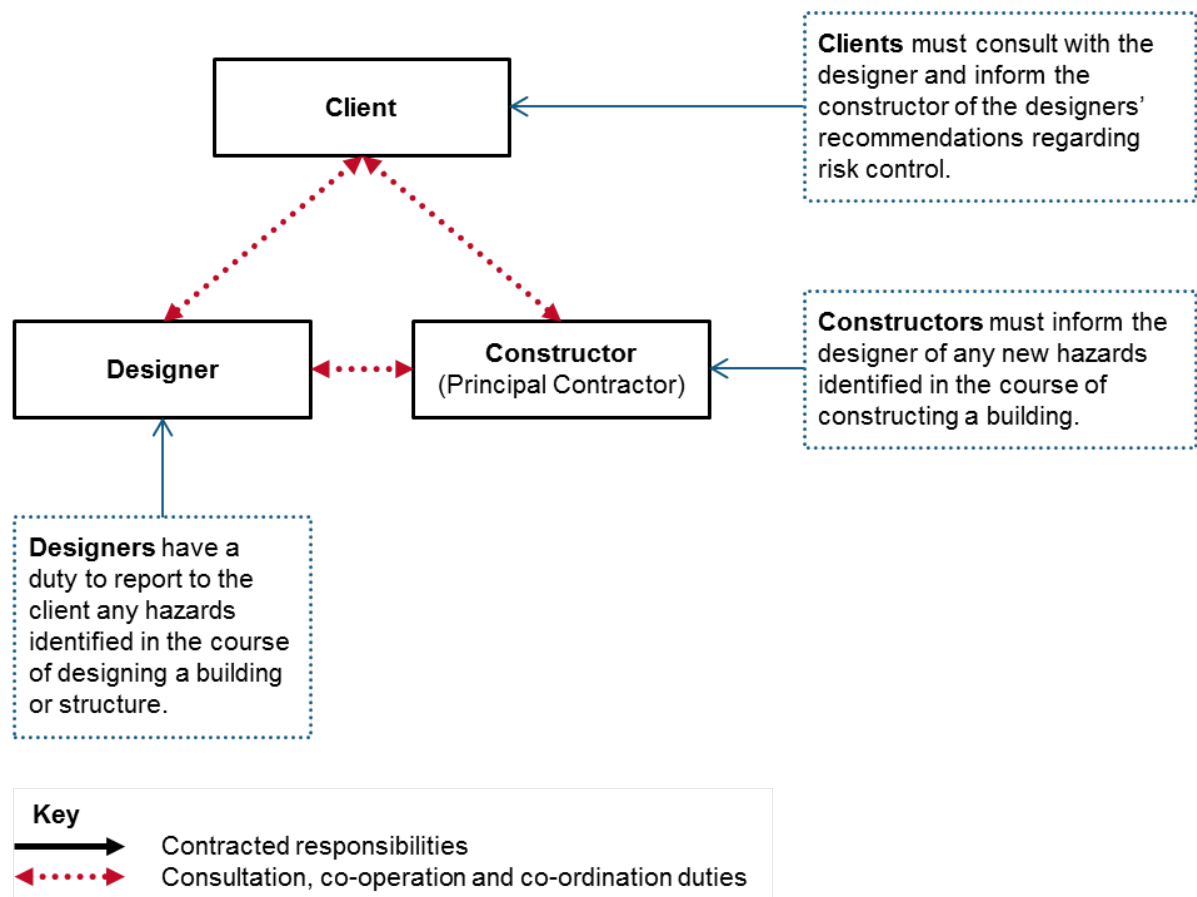 Clients must consult with the
designer and inform the
constructor of the designers’
recommendations regarding
risk control.
Client
Designer
Constructor
(Principal Contractor)
Constructors must inform the
designer of any new hazards
identified in the course of
constructing a building.
Designers have a
duty to report to the
client any hazards
identified in the course
of designing a building
or structure.
Key
Contracted responsibilities
Consultation, co-operation and co-ordination duties